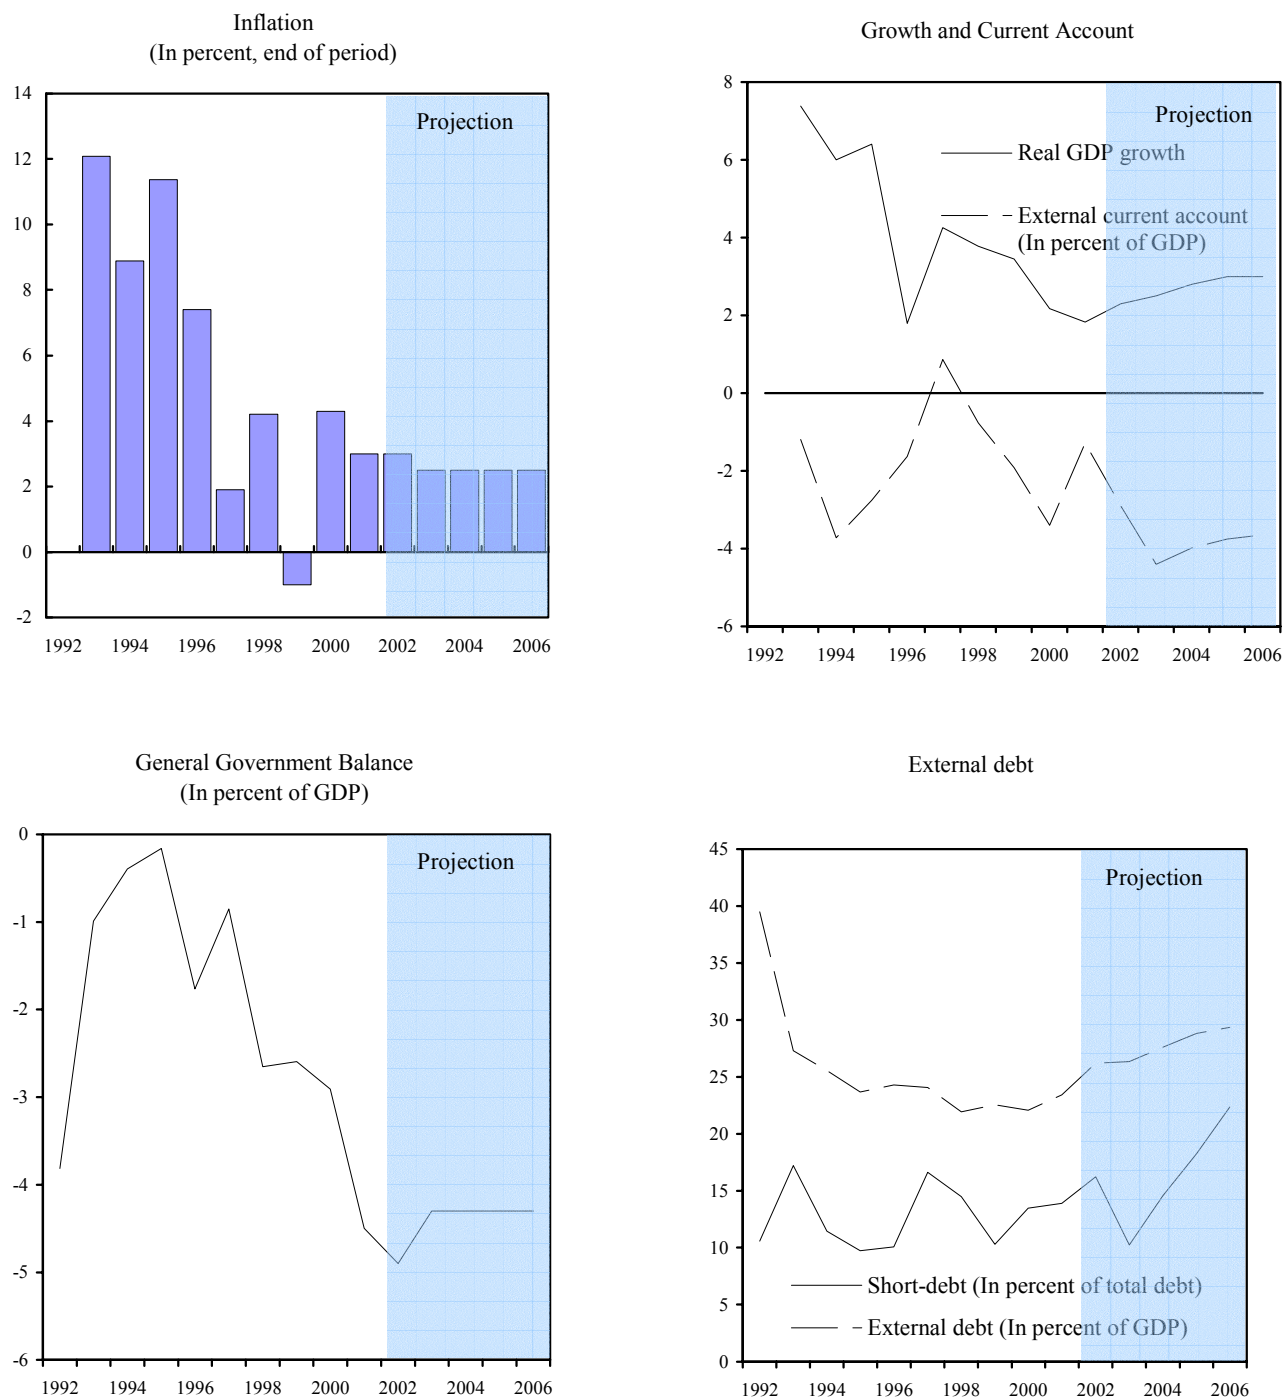 Inflation
(In percent, end of period)
14
12
10
8
6
4
2
0
-2
Projection
1992 1994 1996 1998 2000 2002 2004 2006
Growth and Current Account
8
6
4
2
0
-2
-4
-6
Projection
Real GDP growth
External current account
(In percent of GDP)
1992 1994 1996 1998 2000 2002 2004 2006
General Government Balance
(In percent of GDP)
0
-1
-2
-3
-4
-5
-6
Projection
1992 1994 1996 1998 2000 2002 2004 2006
External debt
45
40
35
30
25
20
15
10
5
0
Projection
Short-debt (In percent of total debt)
External debt (In percent of GDP)
1992 1994 1996 1998 2000 2002 2004 2006